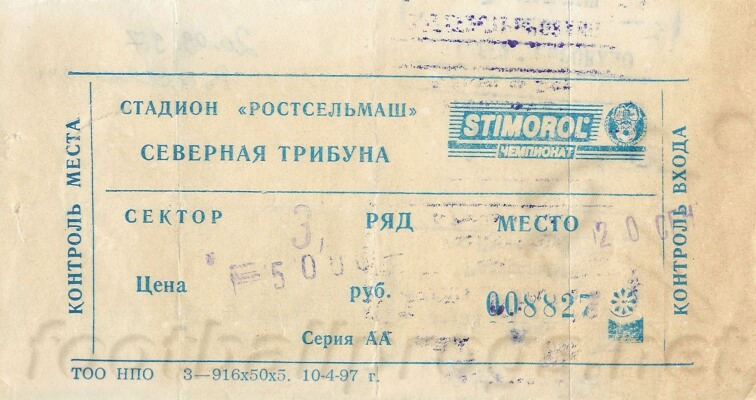 СТАДИОН «РОСТСЕЛЬМАШ»
СЕВЕРНАЯ ТРИБУНА
STIMOROL
ЧЕМПИОНАТ
КОНТРОЛЬ МЕСТА
СЕКТОР 3, РЯД МЕСТО
Цена руб.
008827
Серия АА
КОНТРОЛЬ ВХОДА
ТОО НПО 3—916х50х5. 10-4-97 г.